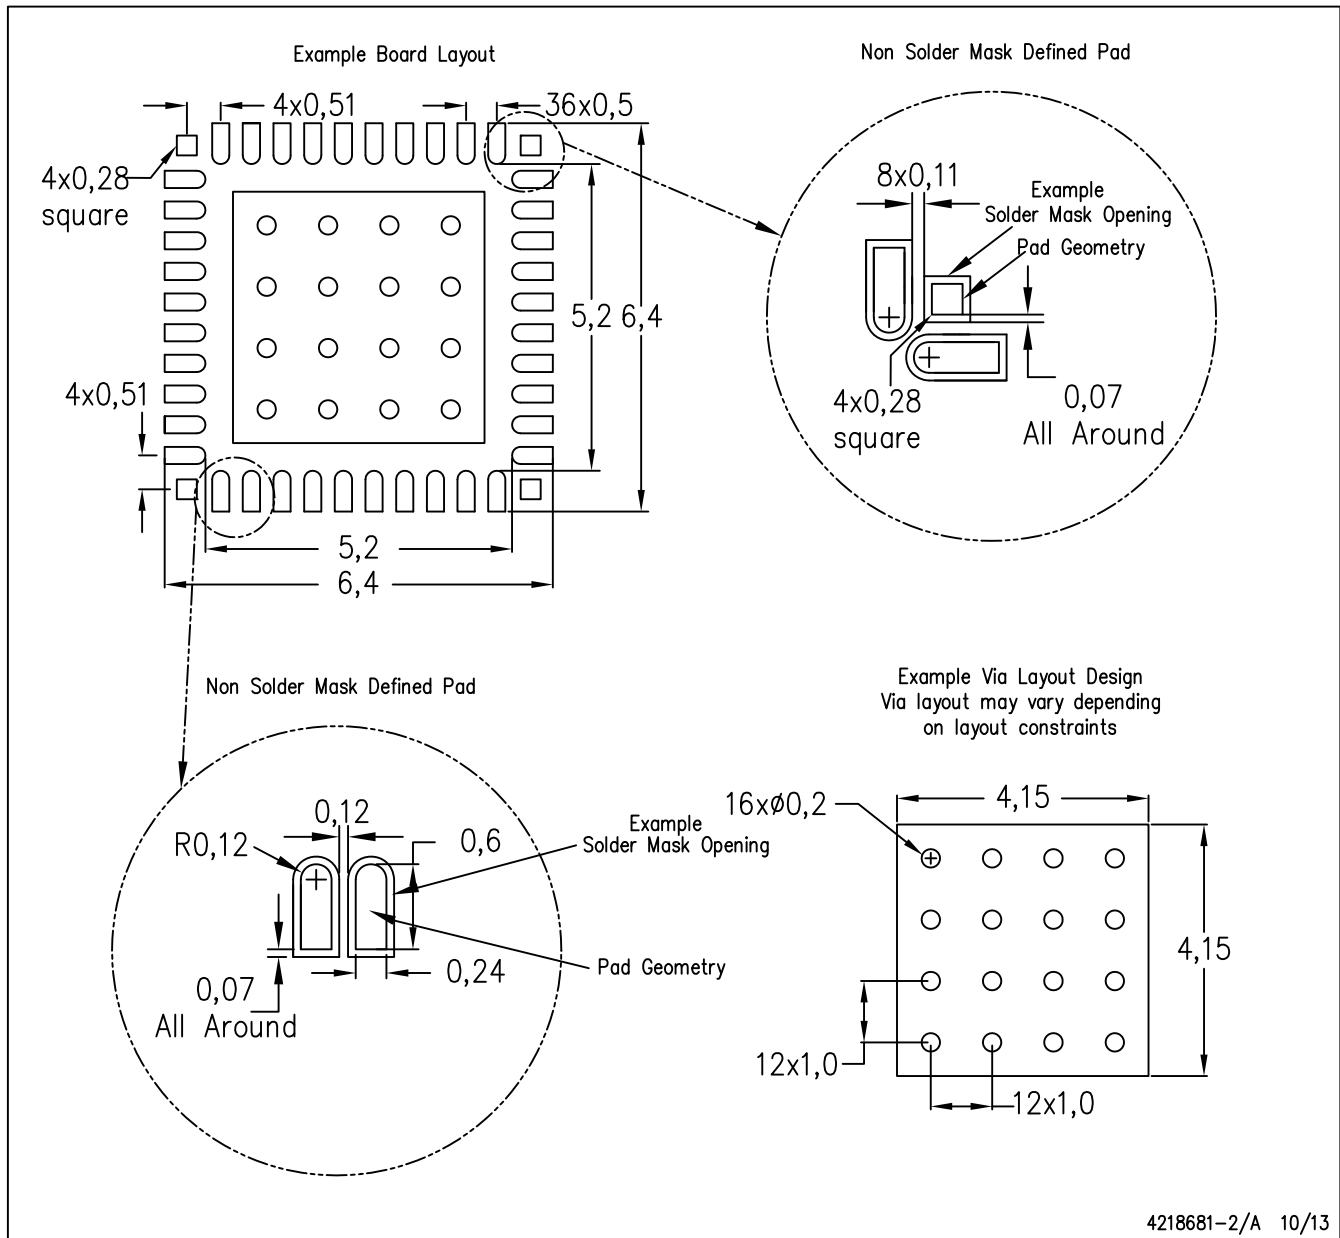 Example Board Layout
Non Solder Mask Defined Pad
4x0,51
36x0,5
4x0,28
square
8x0,11
Example
Solder Mask Opening
Pad Geometry
5,2
6,4
4x0,51
4x0,28
square
0,07
All Around
5,2
6,4
Non Solder Mask Defined Pad
Example Via Layout Design
Via layout may vary depending
on layout constraints
0,12
R0,12
0,6
Example
Solder Mask Opening
16xø0,2
4,15
4,15
Pad Geometry
0,24
0,07
All Around
12x1,0
12x1,0
4218681-2/A 10/13